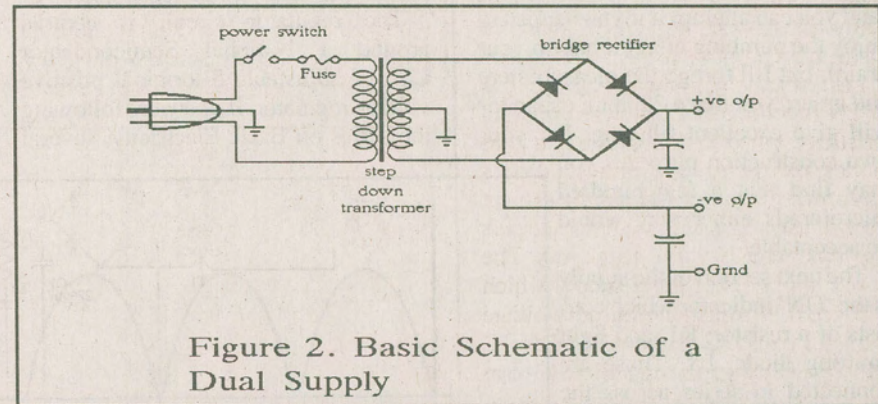 power switch
Fuse
bridge rectifier
+ve o/p
step
down
transformer
-ve o/p
Grnd
Figure 2. Basic Schematic of a
Dual Supply